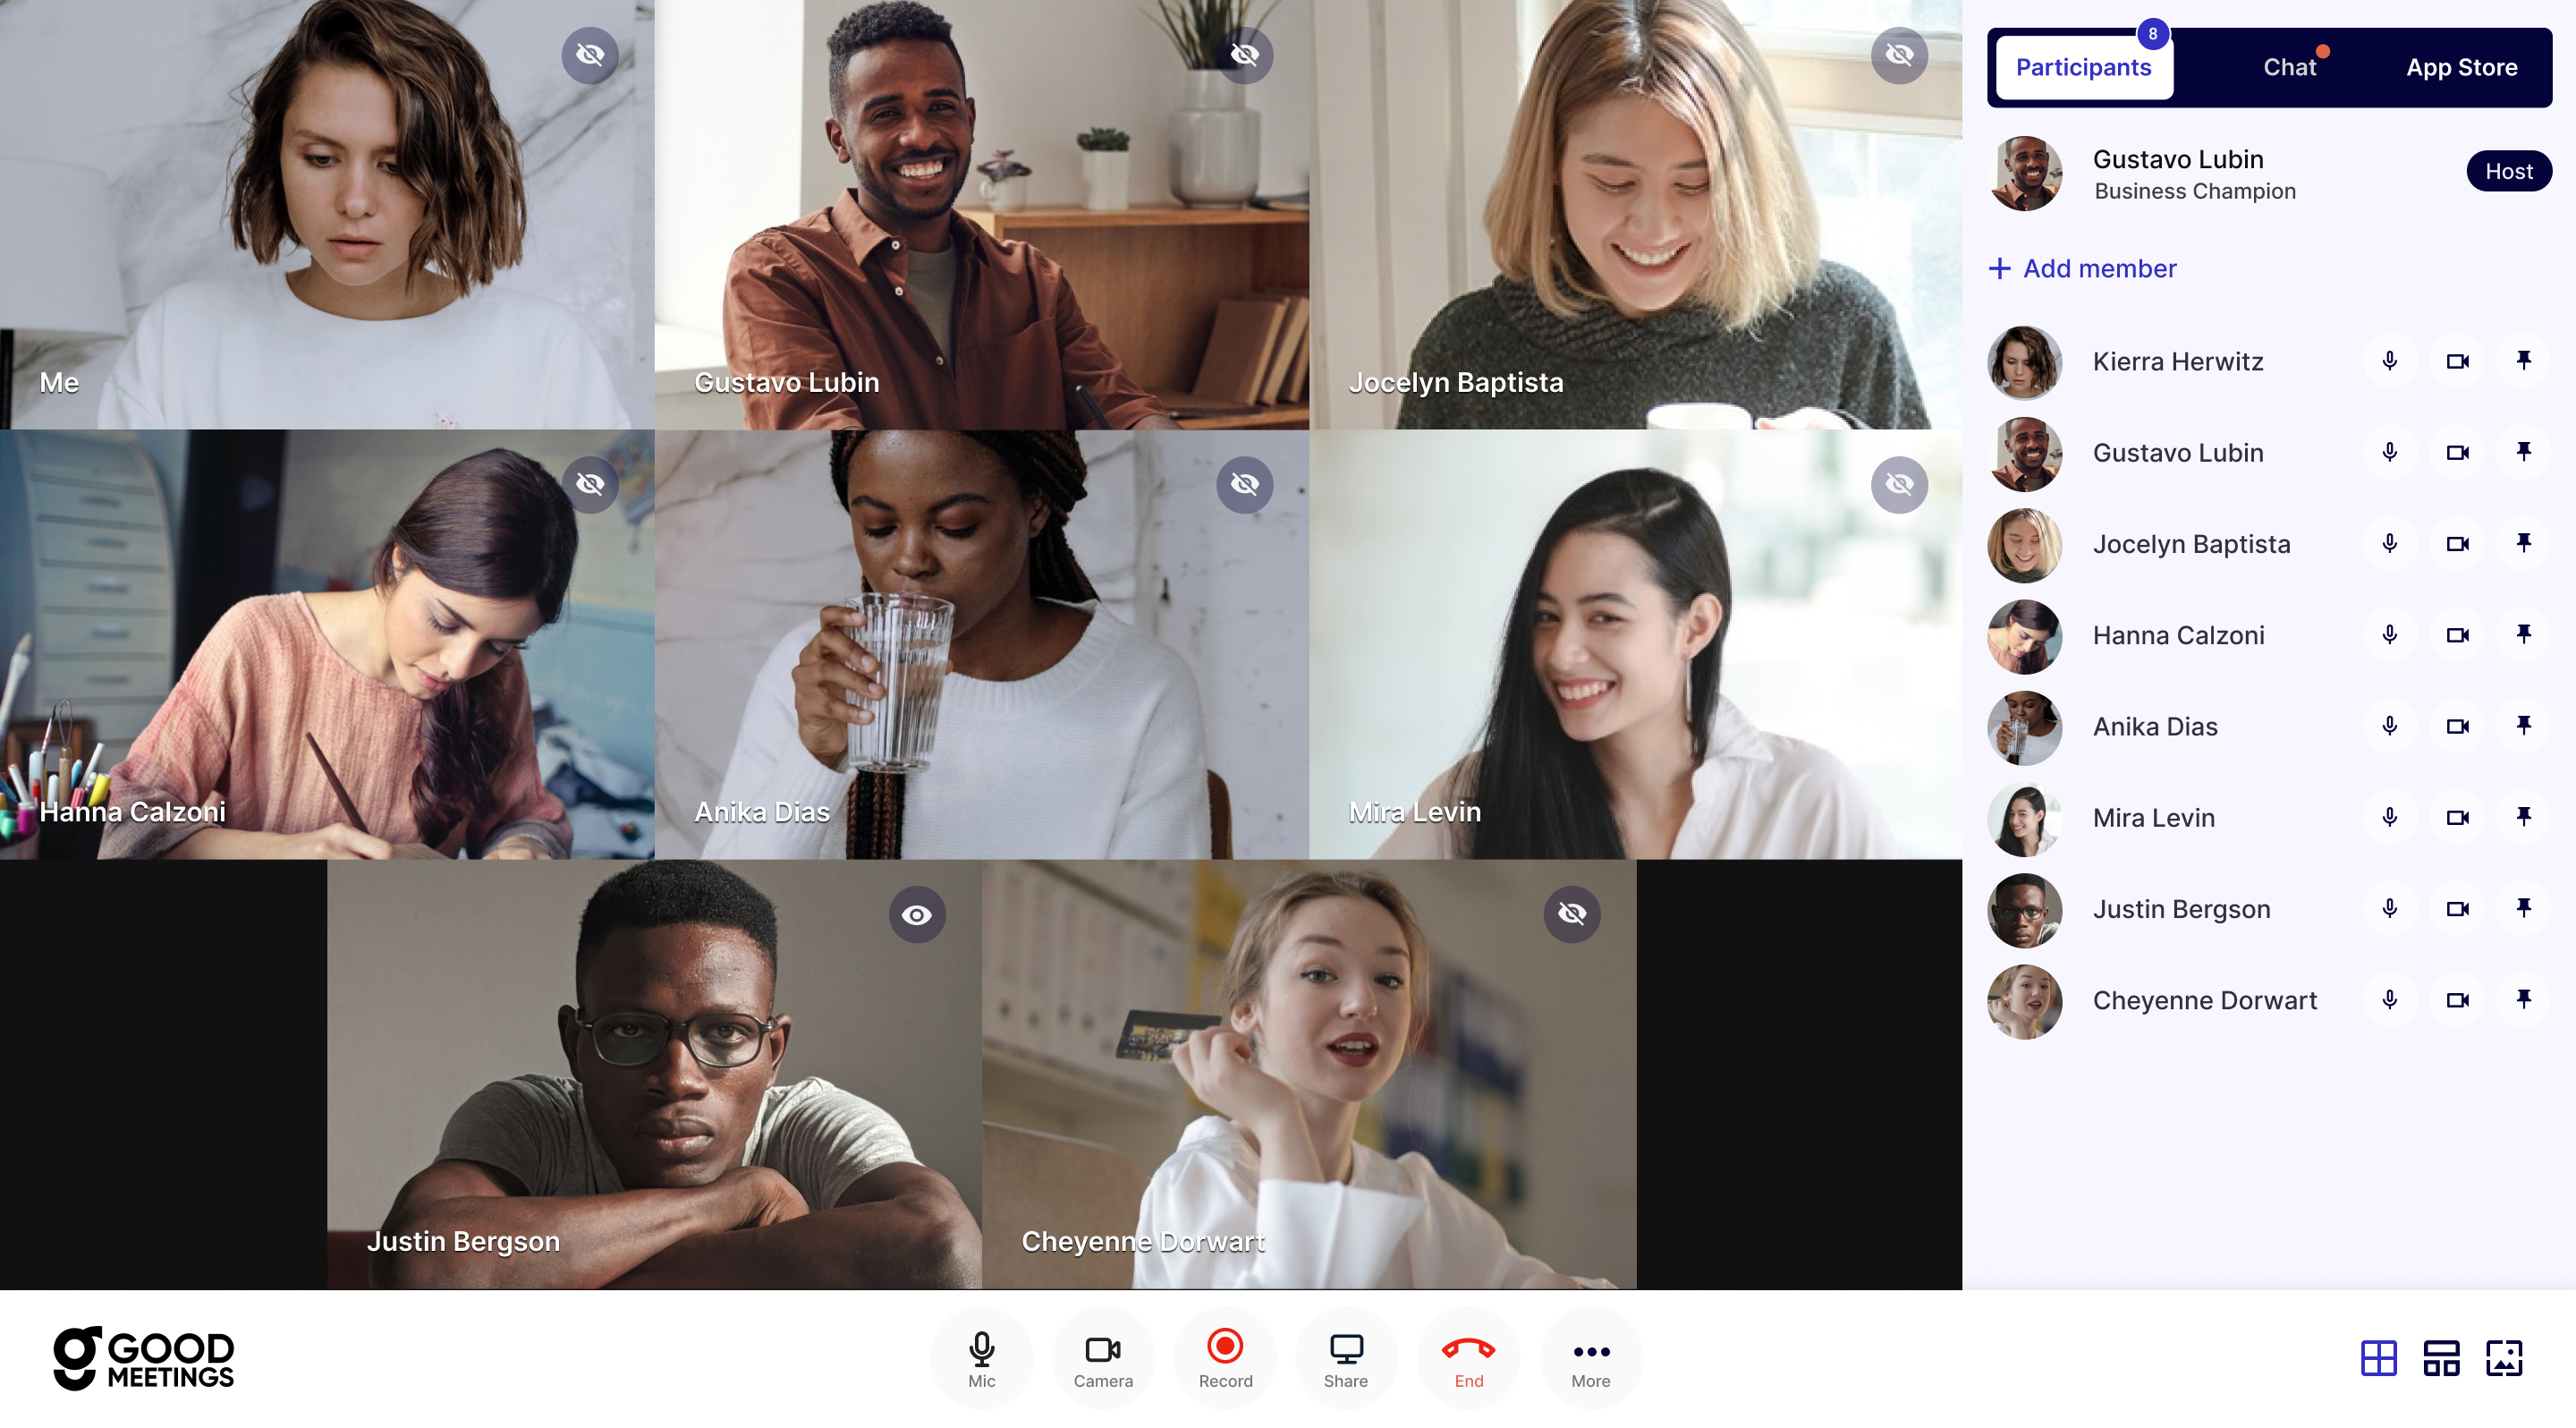 Me
Gustavo Lubin
Jocelyn Baptista
Hanna Calzoni
Anika Dias
Mira Levin
Justin Bergson
Cheyenne Dorwart
Participants
8
Chat
App Store
Gustavo Lubin
Business Champion
Host
+ Add member
Kierra Herwitz
Gustavo Lubin
Jocelyn Baptista
Hanna Calzoni
Anika Dias
Mira Levin
Justin Bergson
Cheyenne Dorwart
GOOD
MEETINGS
Mic
Camera
Record
Share
End
More